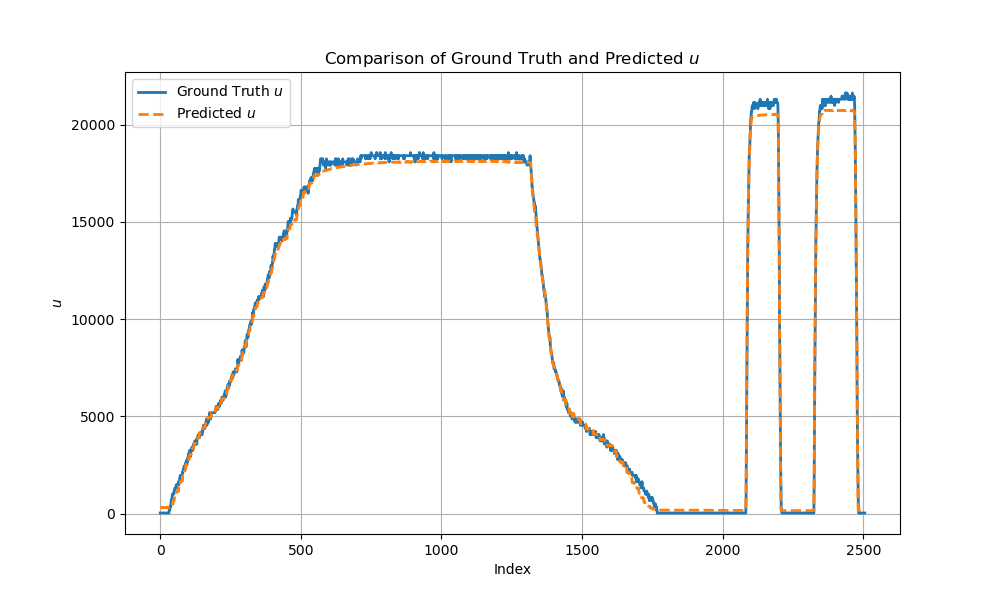 Comparison of Ground Truth and Predicted u
Ground Truth u
Predicted u
20000
15000
10000
5000
0
u
0 500 1000 1500 2000 2500
Index